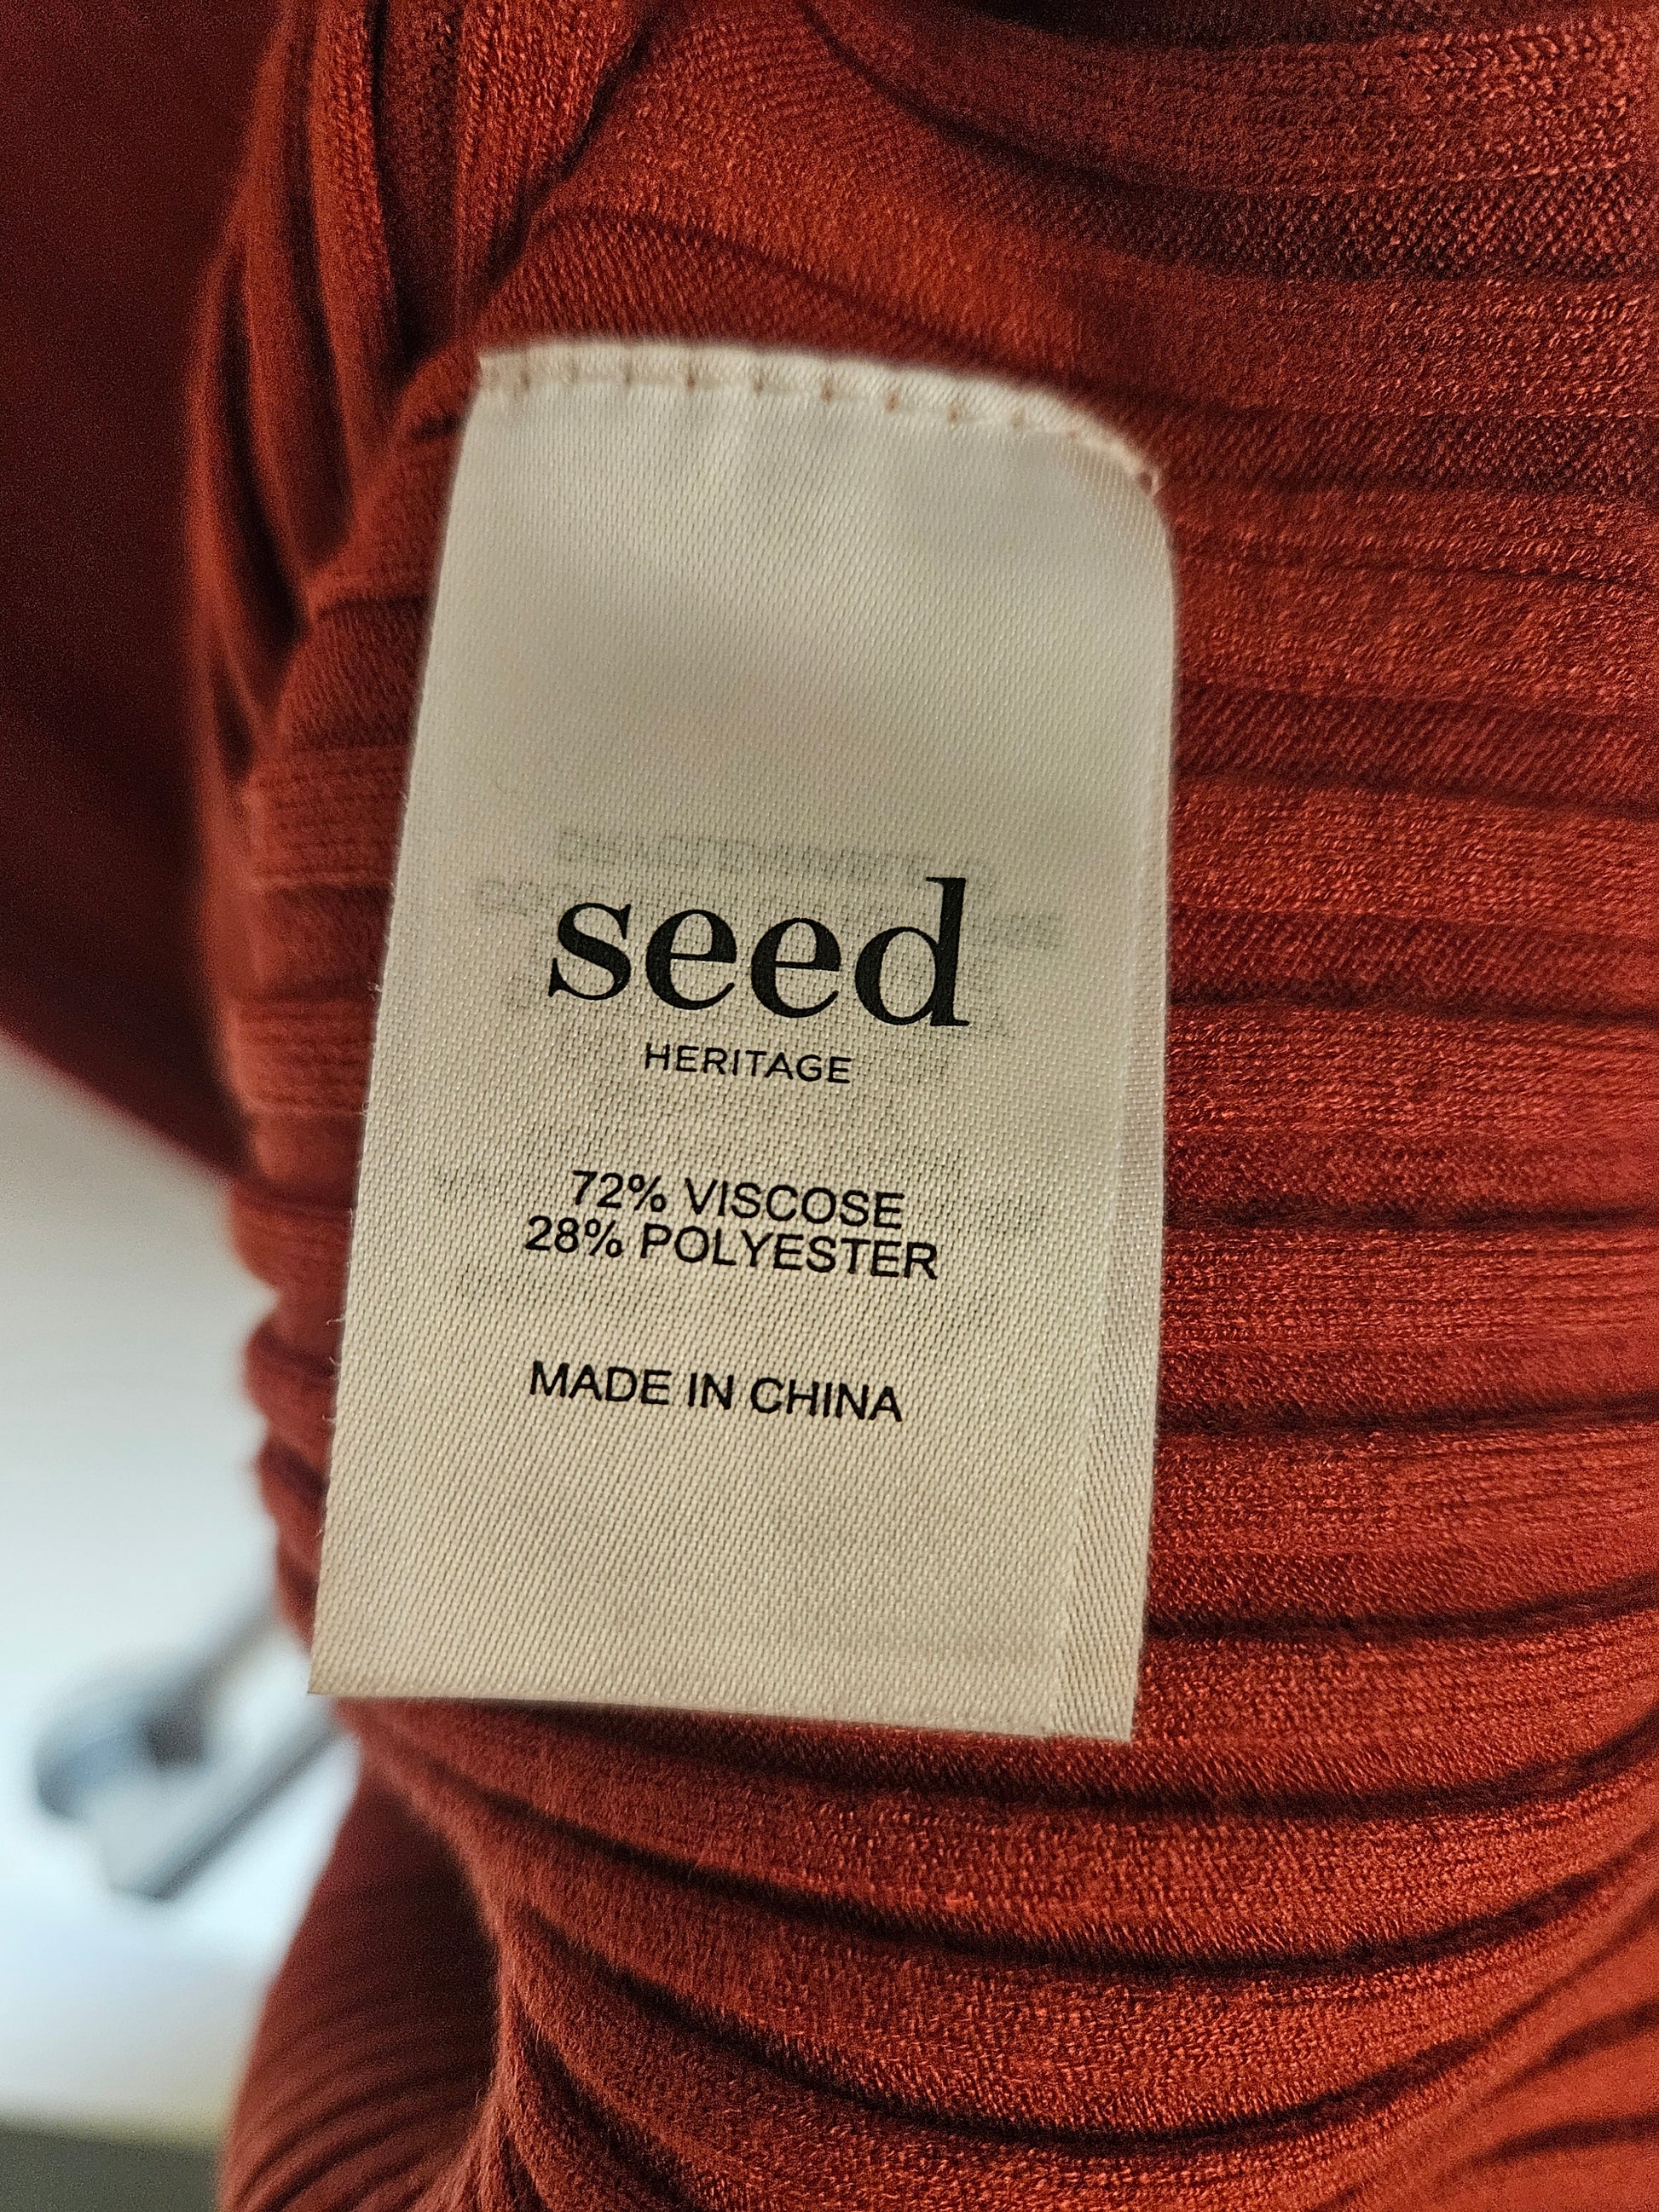 seed
HERITAGE
72% VISCOSE
28% POLYESTER
MADE IN CHINA